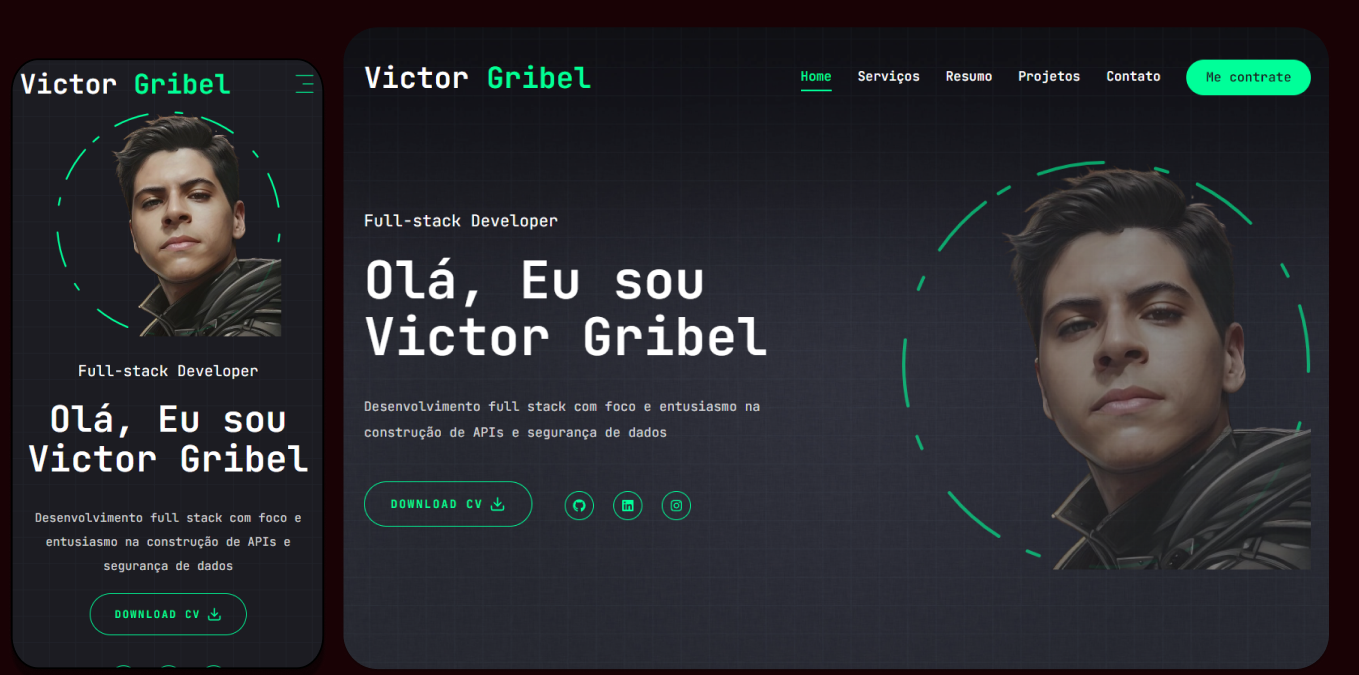 Victor Gribel
Full-stack Developer
Olá, Eu sou
Victor Gribel
Desenvolvimento full stack com foco e
entusiasmo na construção de APIs e
segurança de dados
DOWNLOAD CV
Victor Gribel
Home Serviços Resumo Projetos Contato Me contrate
Full-stack Developer
Olá, Eu sou
Victor Gribel
Desenvolvimento full stack com foco e entusiasmo na
construção de APIs e segurança de dados
DOWNLOAD CV
in